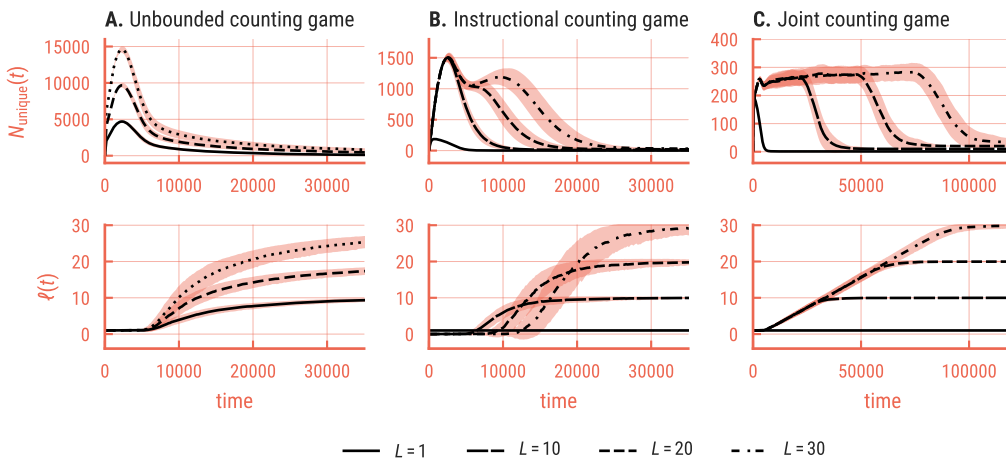 A. Unbounded counting game
B. Instructional counting game
C. Joint counting game
N_unique(t)
15000
10000
5000
0
0 10000 20000 30000
1500
1000
500
0
0 10000 20000 30000
400
300
200
100
0
0 50000 100000
ℓ(t)
30
20
10
0
0 10000 20000 30000
time
30
20
10
0
0 10000 20000 30000
time
30
20
10
0
0 50000 100000
time
L = 1 L = 10 L = 20 L = 30